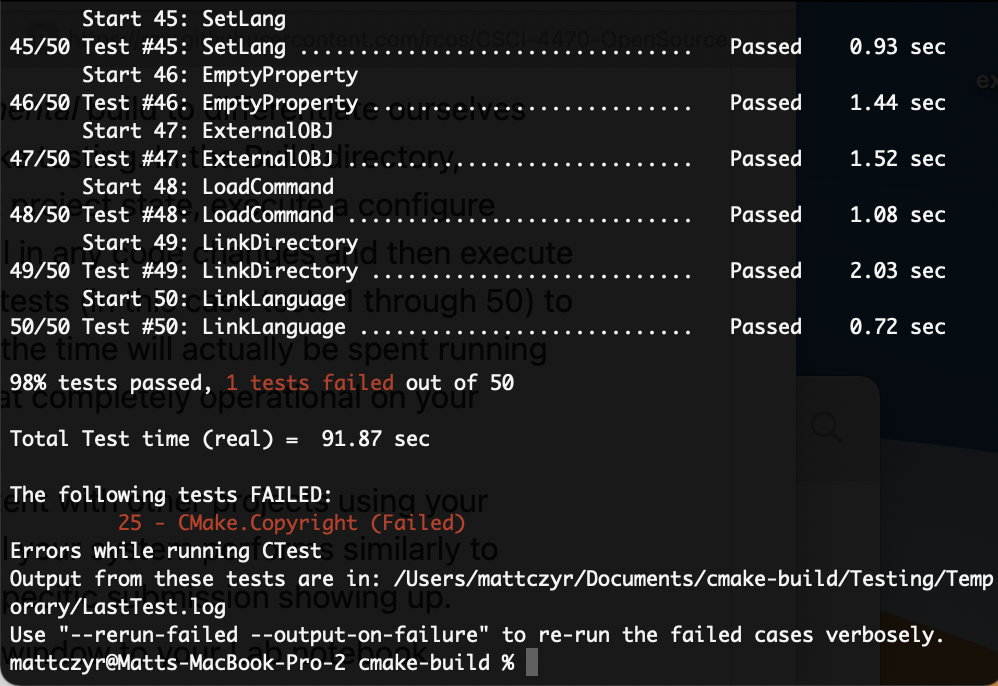 Start 45: SetLang
45/50 Test #45: SetLang ................................. Passed 0.93 sec
Start 46: EmptyProperty
46/50 Test #46: EmptyProperty ........................... Passed 1.44 sec
Start 47: ExternalOBJ
47/50 Test #47: ExternalOBJ ............................. Passed 1.52 sec
Start 48: LoadCommand
48/50 Test #48: LoadCommand ............................. Passed 1.08 sec
Start 49: LinkDirectory
49/50 Test #49: LinkDirectory ........................... Passed 2.03 sec
Start 50: LinkLanguage
50/50 Test #50: LinkLanguage ............................ Passed 0.72 sec
98% tests passed, 1 tests failed out of 50
Total Test time (real) = 91.87 sec
The following tests FAILED:
25 - CMake.Copyright (Failed)
Errors while running CTest
Output from these tests are in: /Users/mattczyr/Documents/cmake-build/Testing/Temp
orary/LastTest.log
Use "--rerun-failed --output-on-failure" to re-run the failed cases verbosely.
mattczyr@Matts-MacBook-Pro-2 cmake-build %